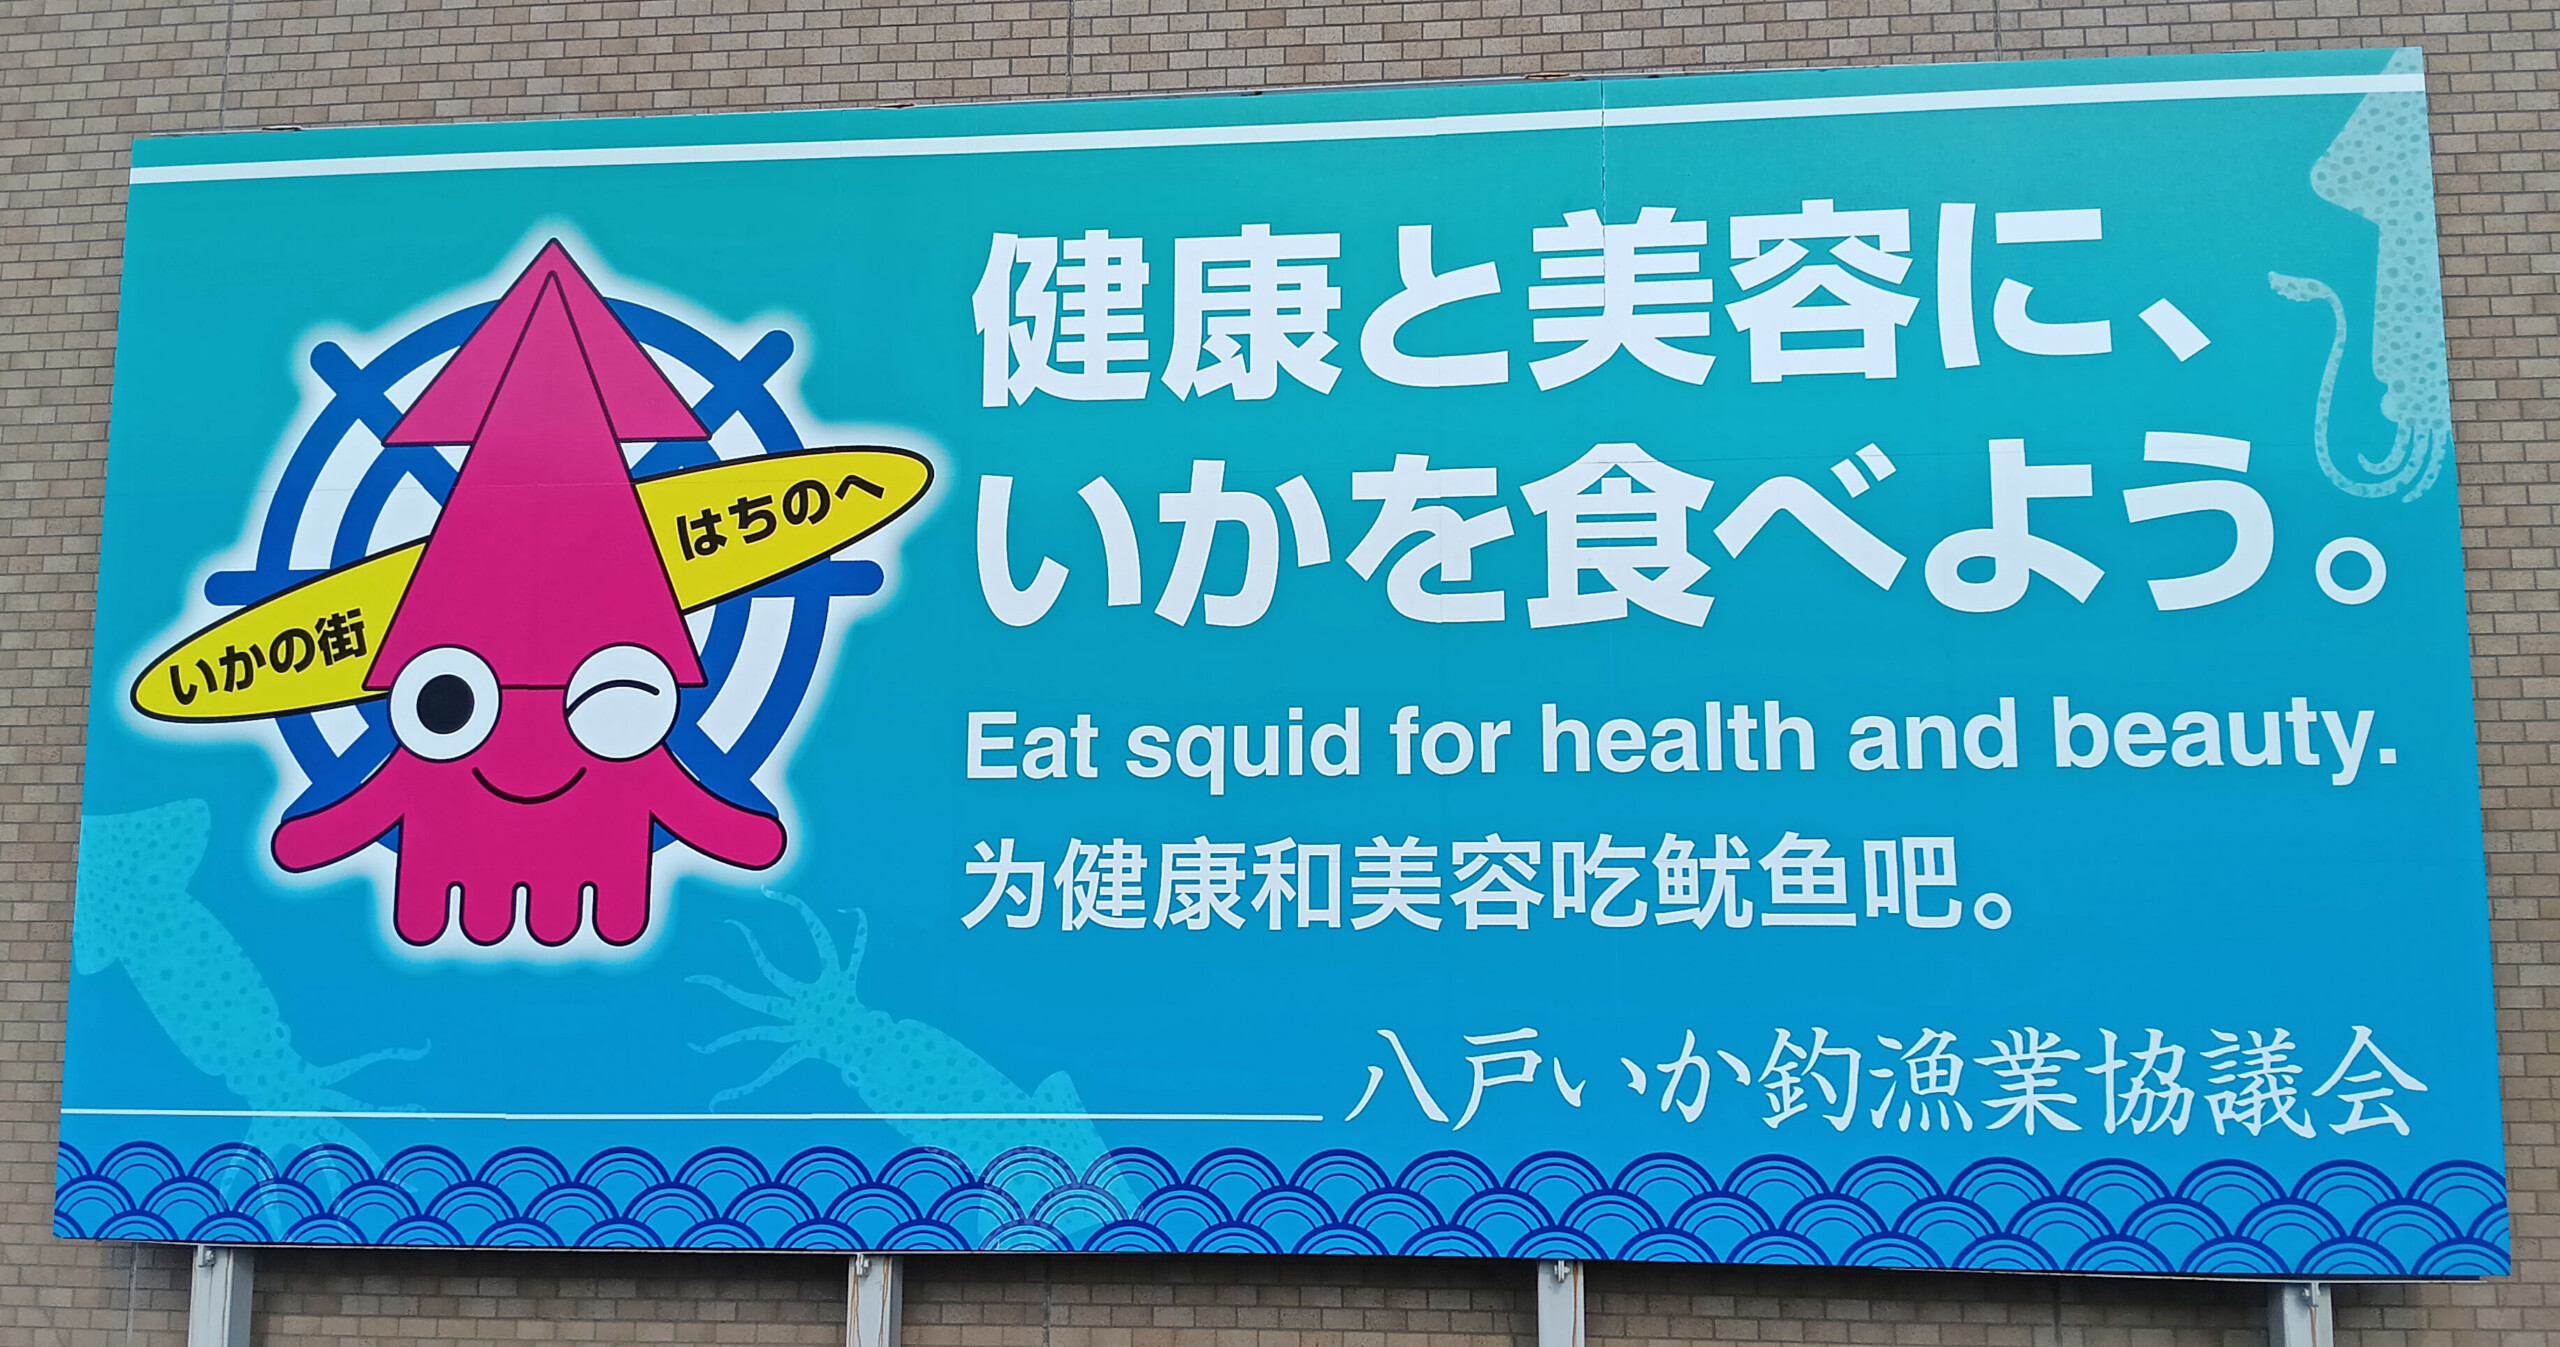 いかの街
はちのへ
健康と美容に、
いかを食べよう。
Eat squid for health and beauty.
为健康和美容吃鱿鱼吧。
八戸いか釣漁業協議会